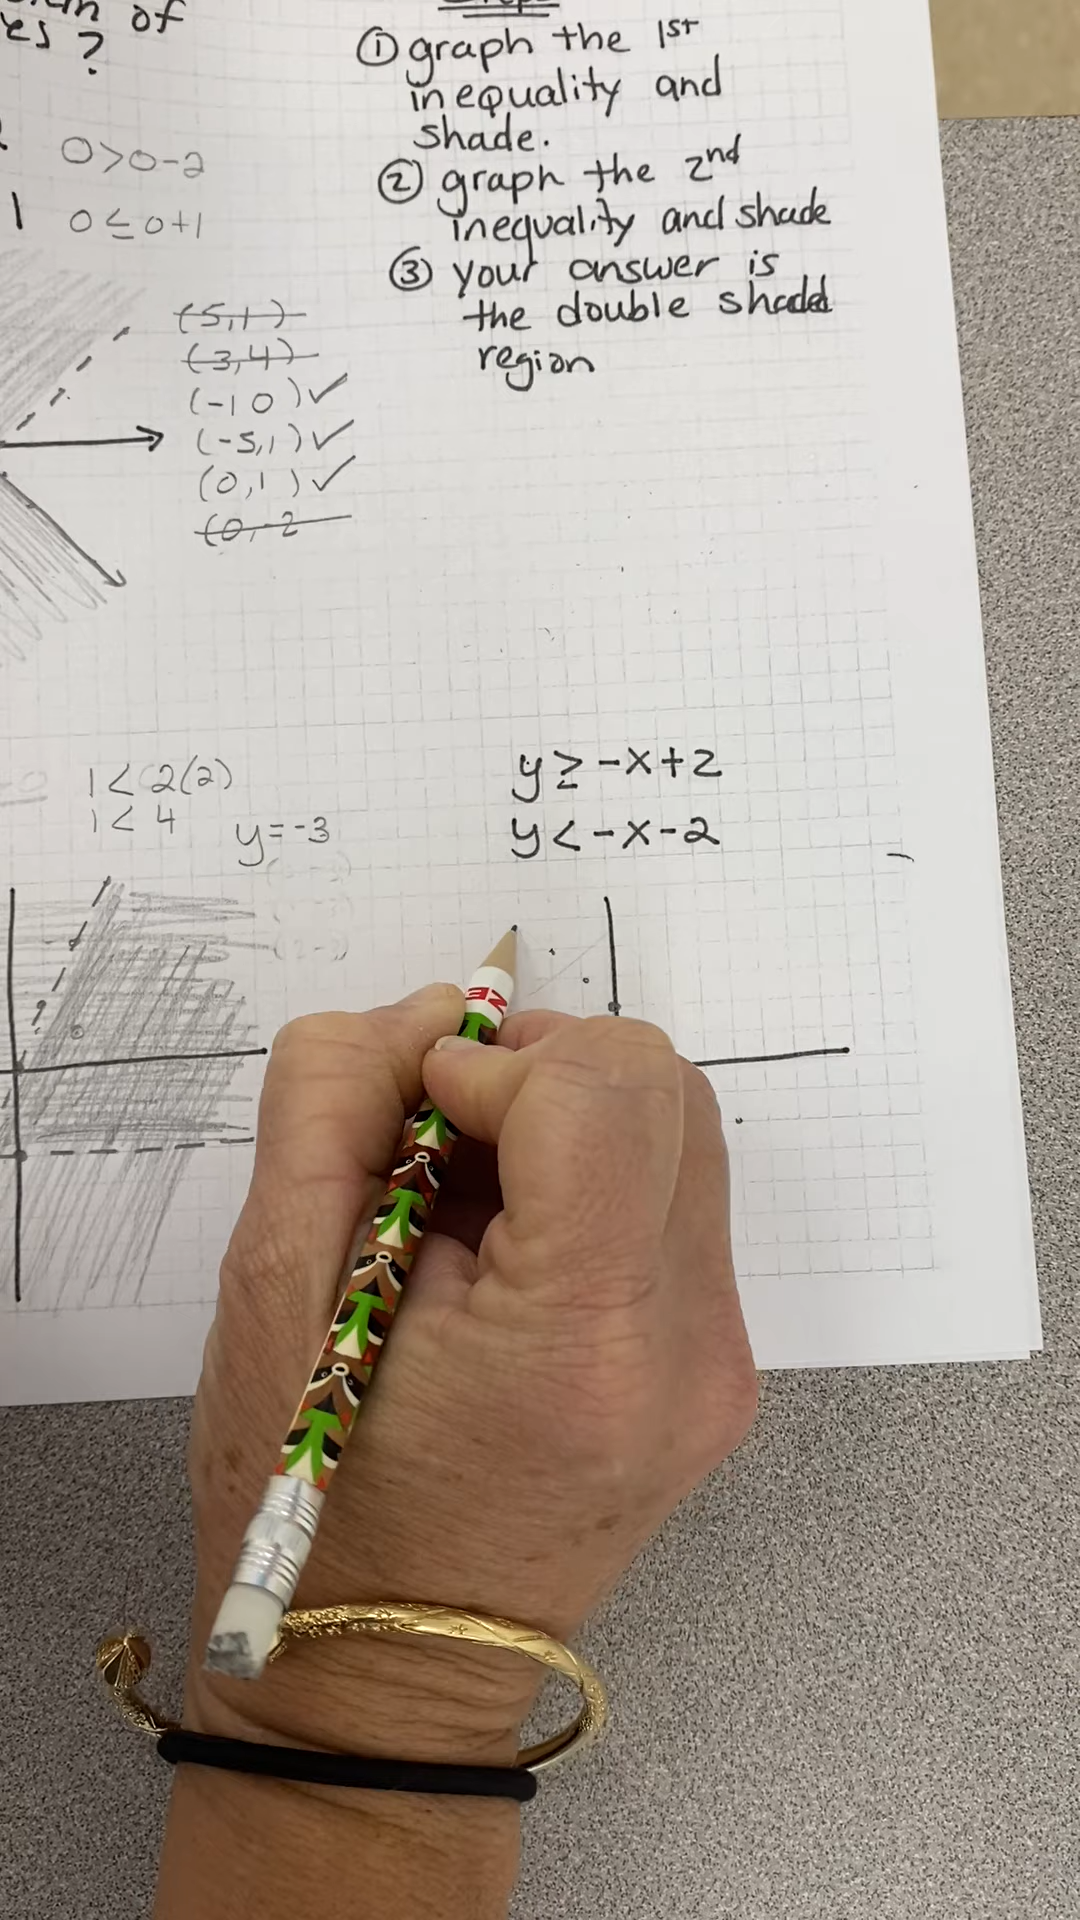 of
?
① graph the 1st
inequality and
shade.
② graph the 2nd
inequality and shade
③ your answer is
the double shaded
region
0>0-2
1 0≤0+1
(5,1)
(3,4)
(-1 0)✓
(-5,1)✓
(0,1)✓
(0,-2
1<2(2)
1<4
y=-3
y≥-x+2
y<-x-2